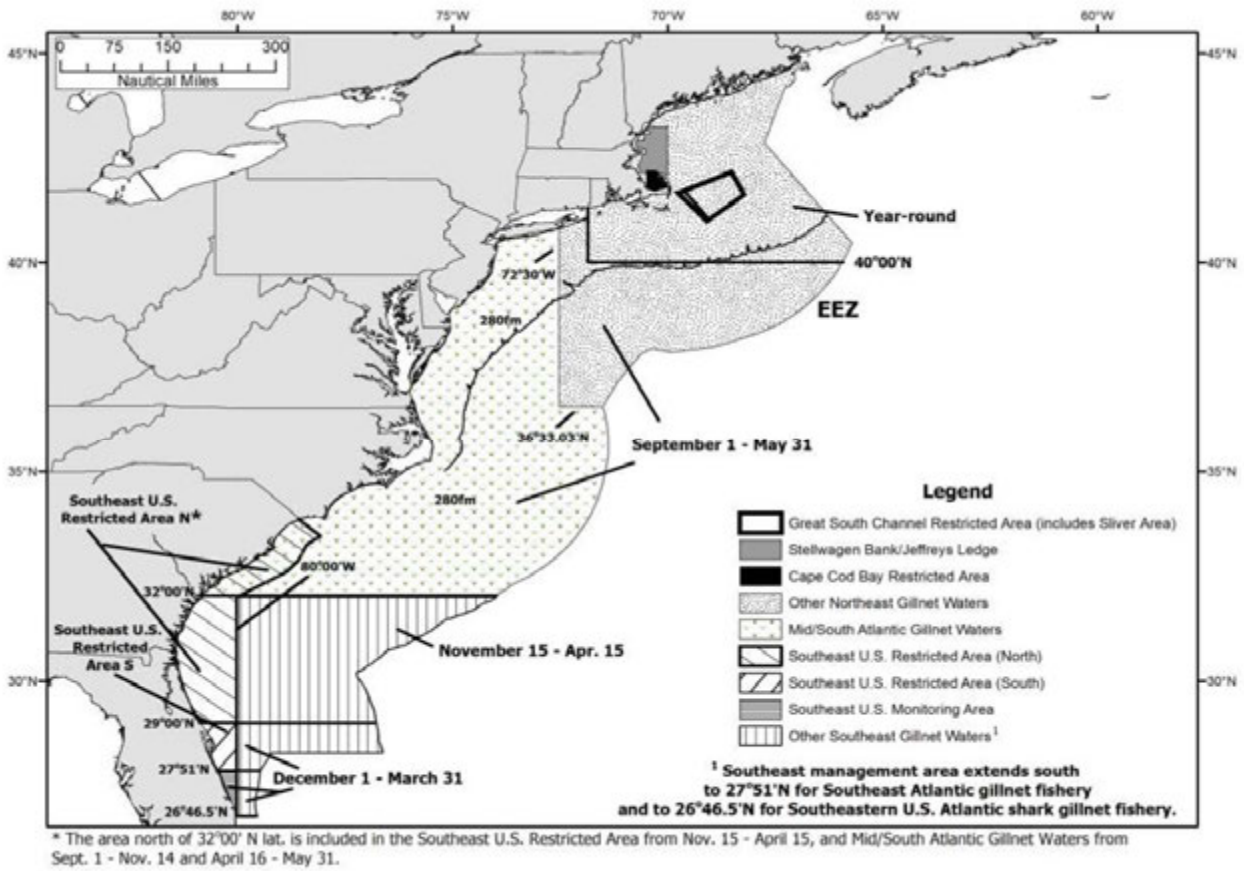 80°W 75°W 70°W 65°W 60°W
45°N 45°N
0 75 150 300
Nautical Miles
Year-round
40°N 40°00'N 40°N
72°30'W
EEZ
280fm
36°33.03'N
September 1 - May 31
35°N 35°N
280fm
Southeast U.S.
Restricted Area N*
80°00'W
32°00'N
Southeast U.S.
Restricted
Area S
November 15 - Apr. 15
30°N 30°N
29°00'N
27°51'N
December 1 - March 31
26°46.5'N
Legend
Great South Channel Restricted Area (includes Sliver Area)
Stellwagen Bank/Jeffreys Ledge
Cape Cod Bay Restricted Area
Other Northeast Gillnet Waters
Mid/South Atlantic Gillnet Waters
Southeast U.S. Restricted Area (North)
Southeast U.S. Restricted Area (South)
Southeast U.S. Monitoring Area
Other Southeast Gillnet Waters¹
¹ Southeast management area extends south
to 27°51'N for Southeast Atlantic gillnet fishery
and to 26°46.5'N for Southeastern U.S. Atlantic shark gillnet fishery.
* The area north of 32°00' N lat. is included in the Southeast U.S. Restricted Area from Nov. 15 - April 15, and Mid/South Atlantic Gillnet Waters from
Sept. 1 - Nov. 14 and April 16 - May 31.